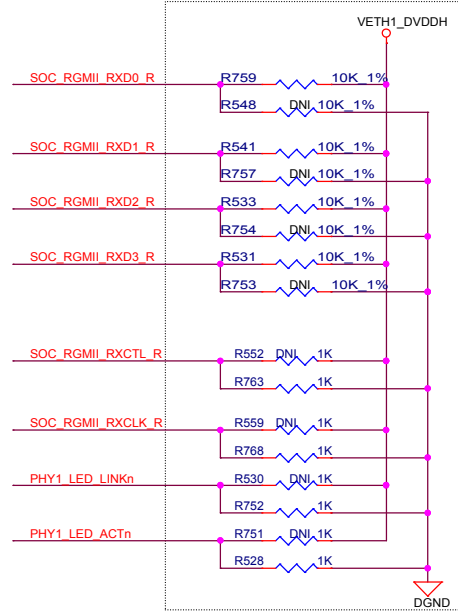 VETH1_DVDDH
SOC_RGMII_RXD0_R R759 10K_1%
R548 DNI 10K_1%
SOC_RGMII_RXD1_R R541 10K_1%
R757 DNI 10K_1%
SOC_RGMII_RXD2_R R533 10K_1%
R754 DNI 10K_1%
SOC_RGMII_RXD3_R R531 10K_1%
R753 DNI 10K_1%
SOC_RGMII_RXCTL_R R552 DNI 1K
R763 1K
SOC_RGMII_RXCLK_R R559 DNI 1K
R768 1K
PHY1_LED_LINKn R530 DNI 1K
R752 1K
PHY1_LED_ACTn R751 DNI 1K
R528 1K
DGND